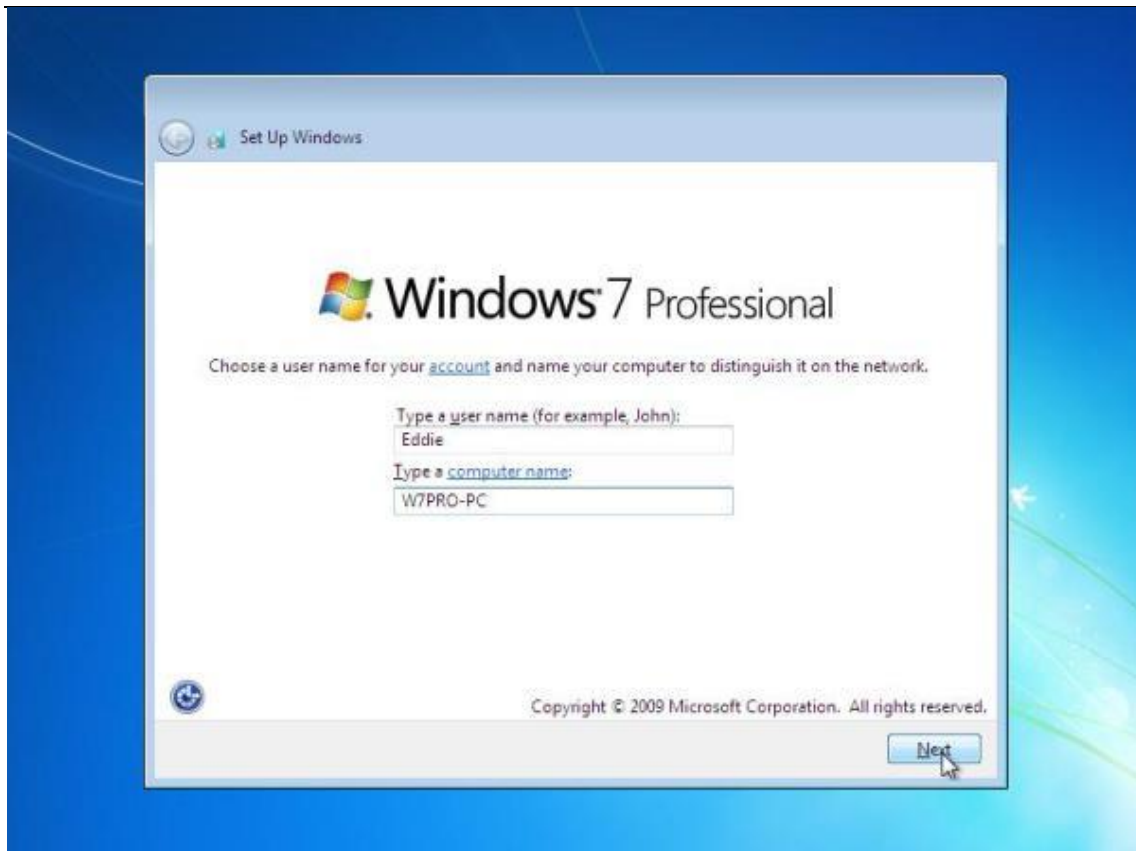 Set Up Windows
Windows 7 Professional
Choose a user name for your account and name your computer to distinguish it on the network.
Type a user name (for example, John):
Eddie
Type a computer name:
W7PRO-PC
Copyright © 2009 Microsoft Corporation. All rights reserved.
Next